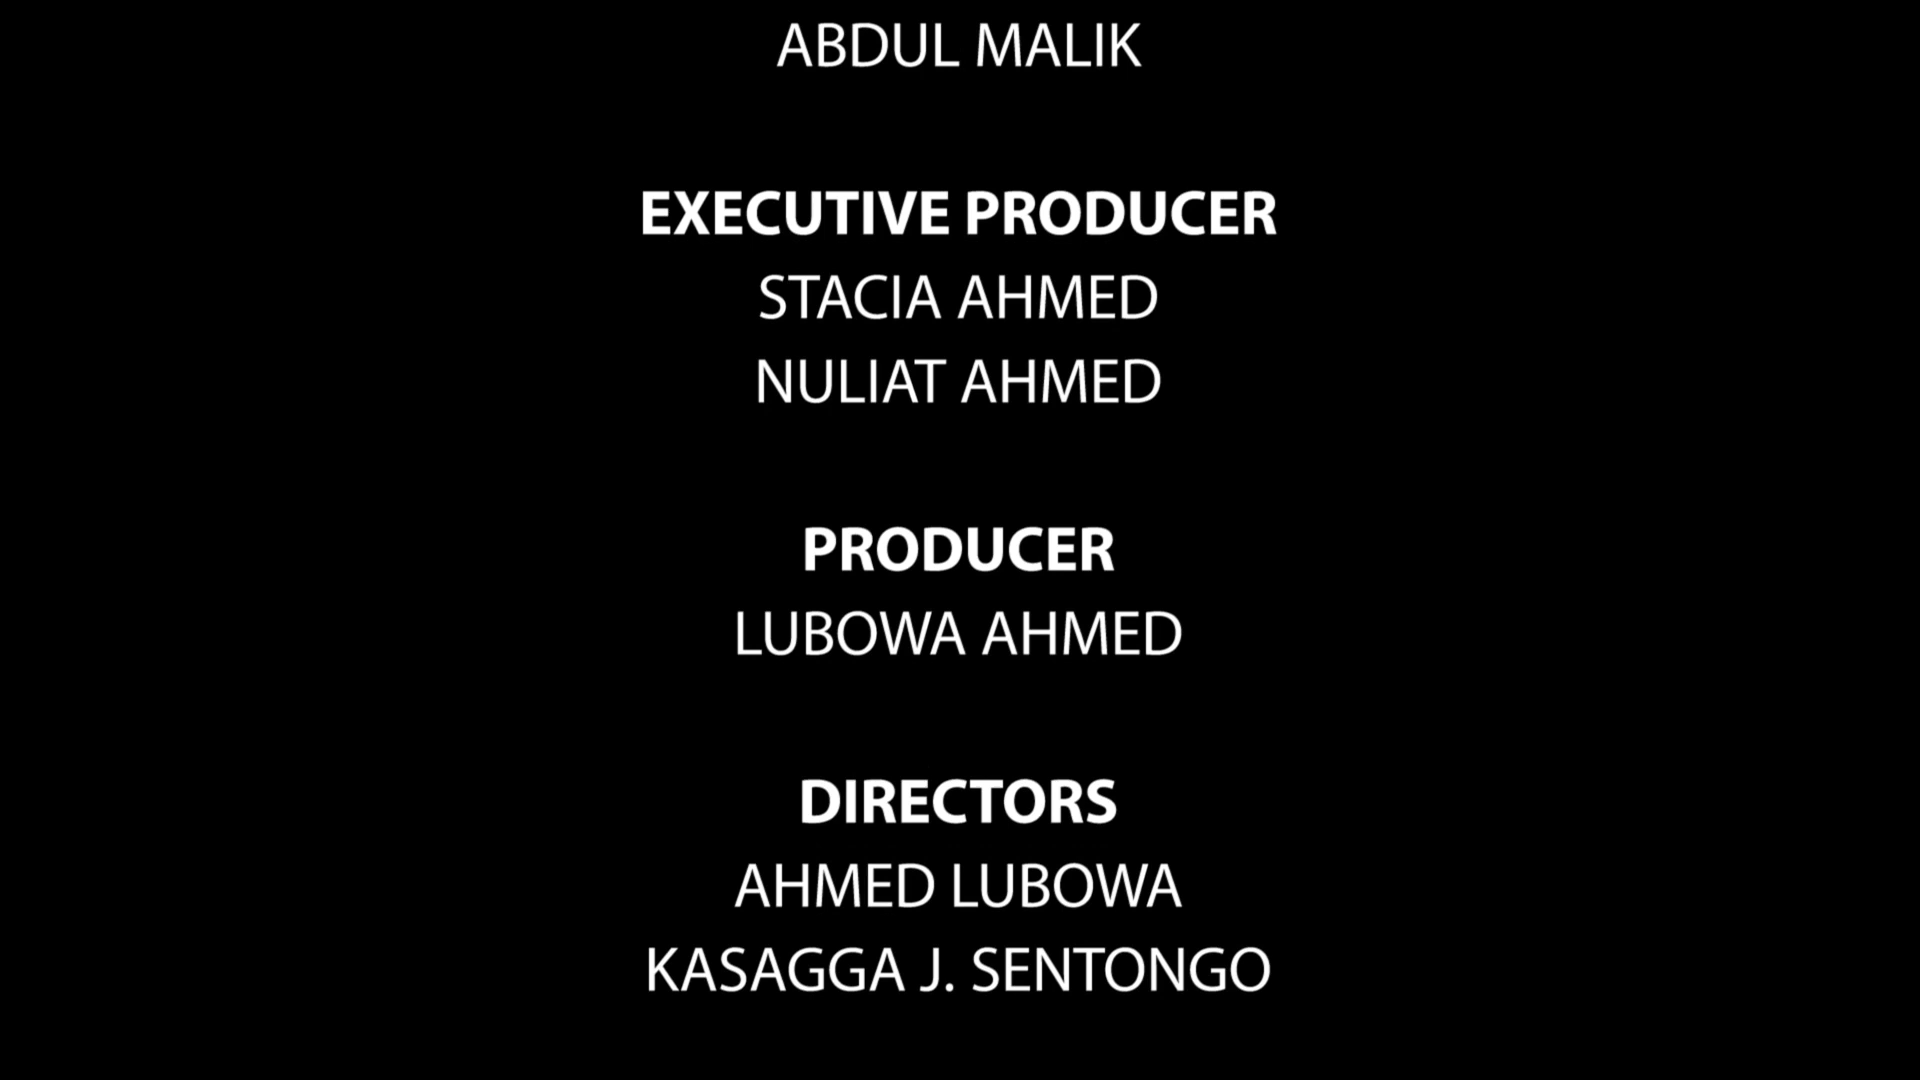 ABDUL MALIK
EXECUTIVE PRODUCER
STACIA AHMED
NULIAT AHMED
PRODUCER
LUBOWA AHMED
DIRECTORS
AHMED LUBOWA
KASAGGA J. SENTONGO